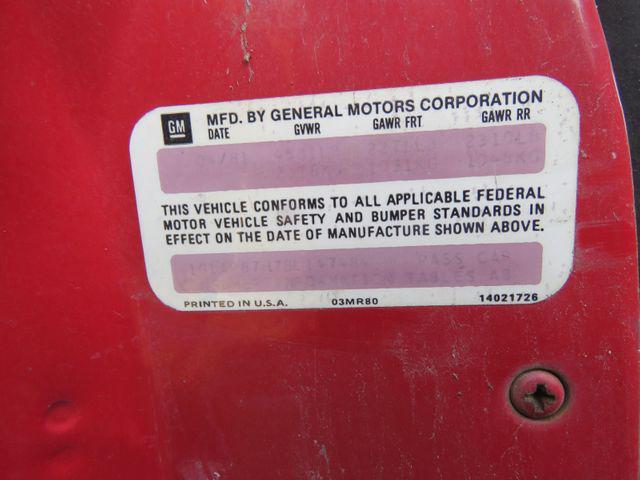 GM MFD. BY GENERAL MOTORS CORPORATION
DATE GVWR GAWR FRT GAWR RR
THIS VEHICLE CONFORMS TO ALL APPLICABLE FEDERAL
MOTOR VEHICLE SAFETY AND BUMPER STANDARDS IN
EFFECT ON THE DATE OF MANUFACTURE SHOWN ABOVE.
PASS CAR
PRINTED IN U.S.A. 03MR80 14021726